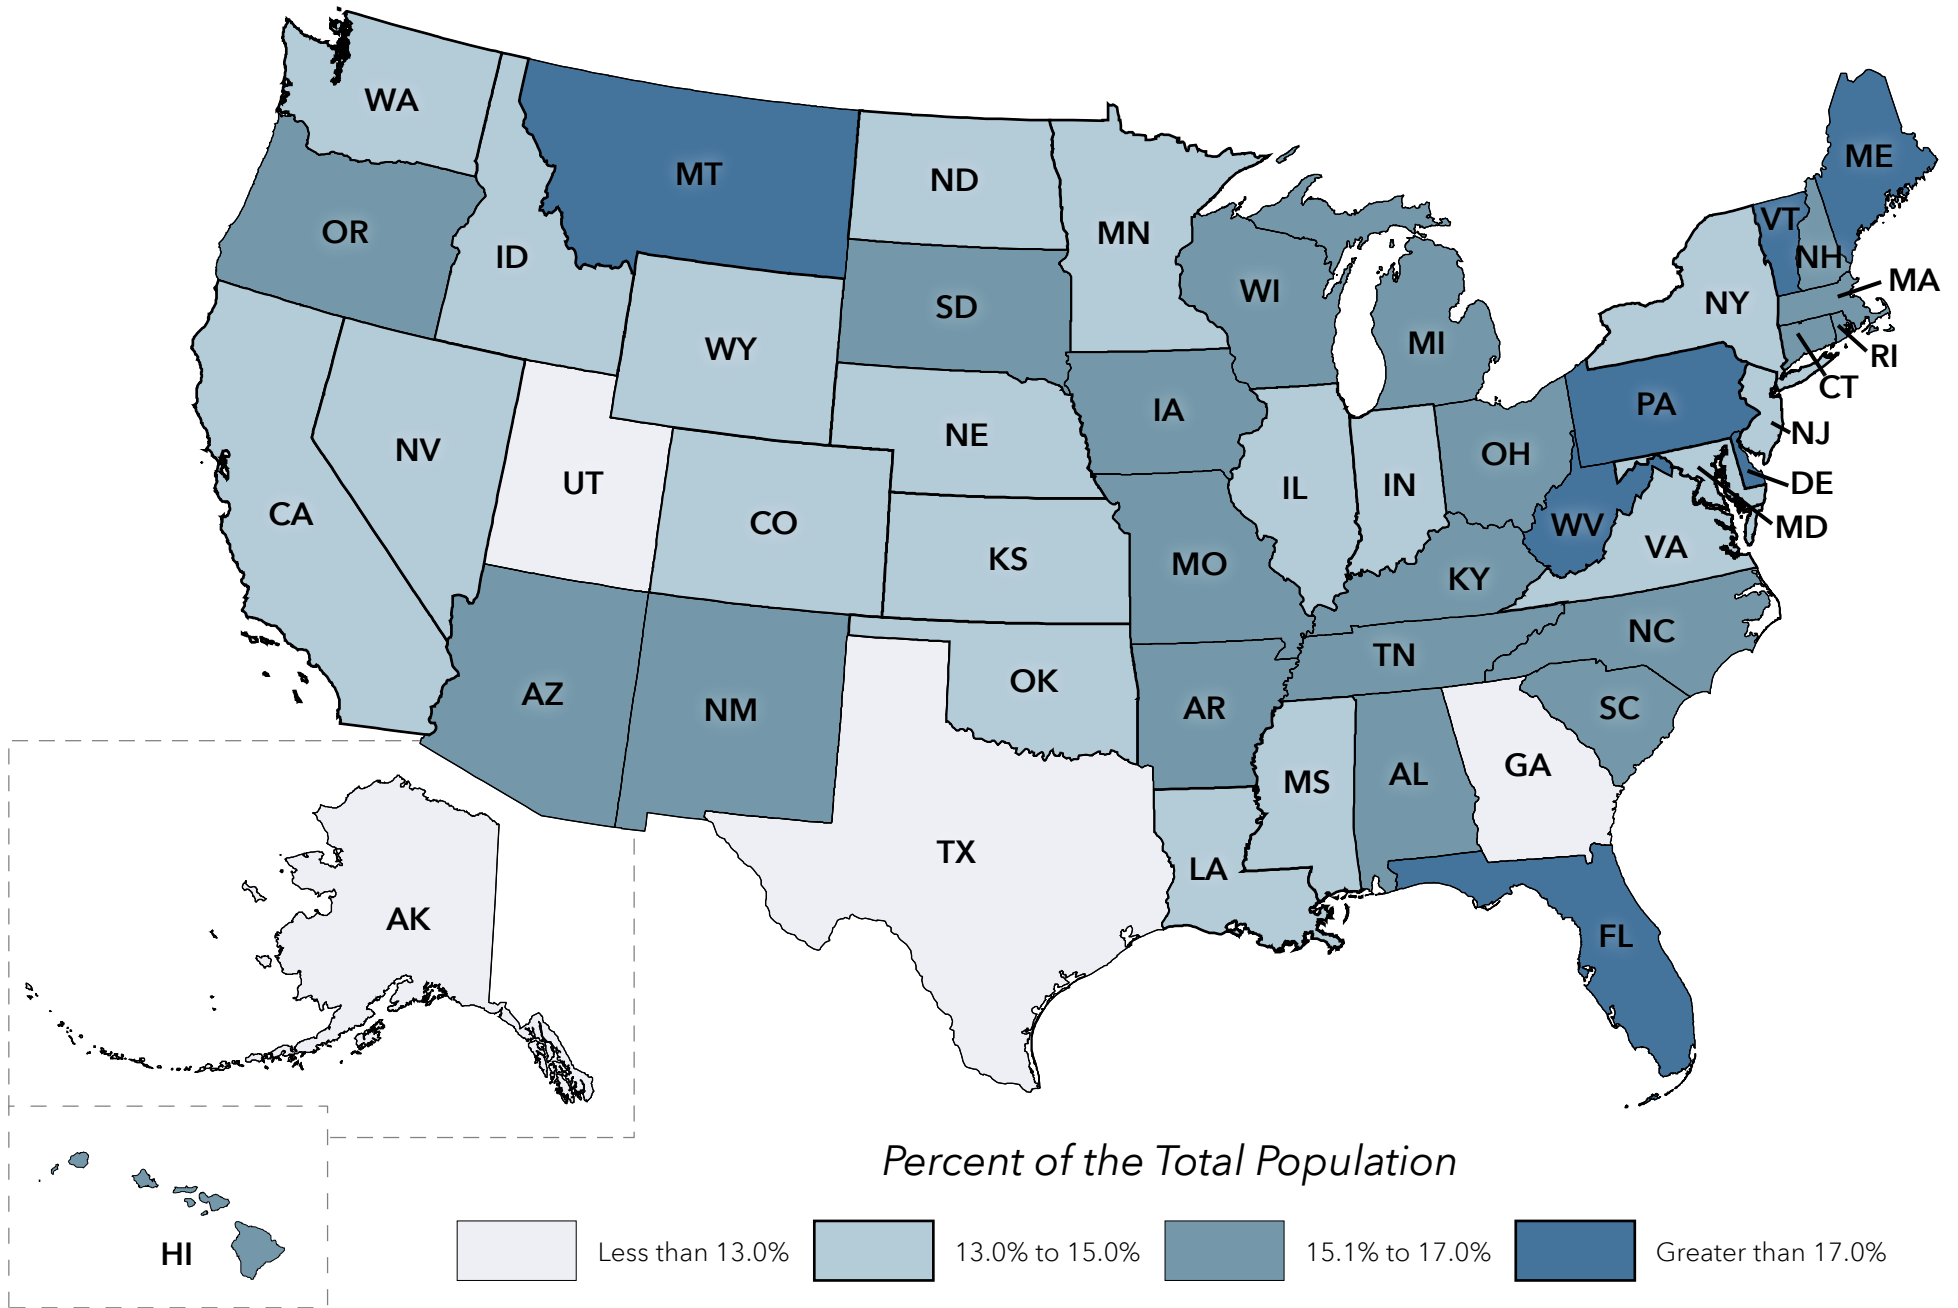 WA
MT
ME
ND
VT
OR
MN
NH
ID
MA
WI
NY
SD
MI
WY
RI
CT
IA
PA
NE
NJ
NV
OH
UT
IL
IN
DE
CA
CO
WV
MD
VA
KS
MO
KY
NC
TN
OK
AZ
NM
AR
SC
GA
MS
AL
TX
LA
AK
FL
Percent of the Total Population
HI
Less than 13.0%
13.0% to 15.0%
15.1% to 17.0%
Greater than 17.0%